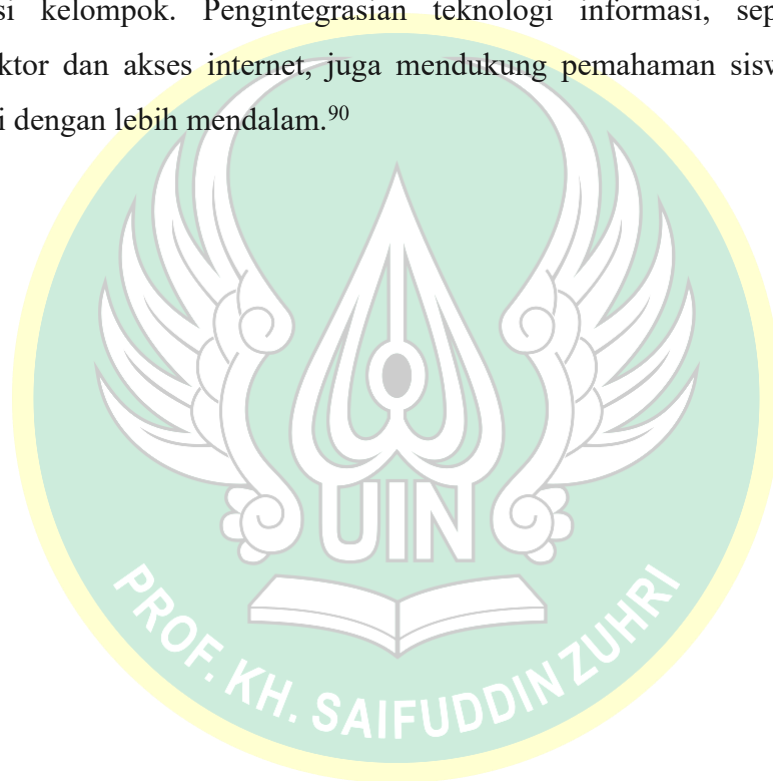 si kelompok. Pengintegrasian teknologi informasi, sep
ktor dan akses internet, juga mendukung pemahaman sisw
i dengan lebih mendalam.90
UIN
PROF. KH. SAIFUDDIN ZUHRI